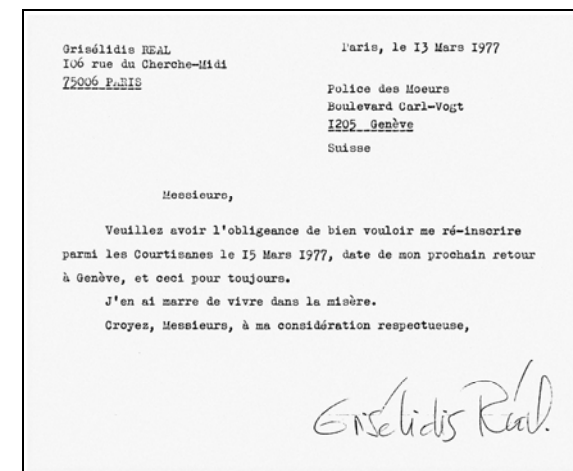 Grisélidis REAL
I06 rue du Cherche-Midi
75006 PARIS
Paris, le I3 Mars 1977
Police des Moeurs
Boulevard Carl-Vogt
I205 Genève
Suisse
Messieurs,
Veuillez avoir l'obligeance de bien vouloir me ré-inscrire
parmi les Courtisanes le I5 Mars 1977, date de mon prochain retour
à Genève, et ceci pour toujours.
J'en ai marre de vivre dans la misère.
Croyez, Messieurs, à ma considération respectueuse,
Grisélidis Réal.